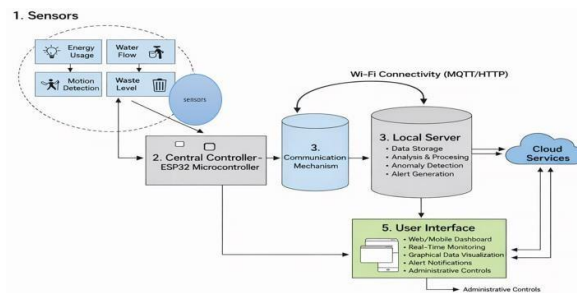 1. Sensors
Energy
Usage
Water
Flow
Motion
Detection
Waste
Level
sensors
Wi-Fi Connectivity (MQTT/HTTP)
2. Central Controller-
ESP32 Microcontroller
3.
Communication
Mechanism
3. Local Server
• Data Storage
• Analysis & Procesing
• Anomaly Detection
• Alert Generation
Cloud
Services
5. User Interface
• Web/Mobile Dashboard
• Real-Time Monitoring
• Graphical Data Visualization
• Alert Notifications
• Administrative Controls
Administrative Controls